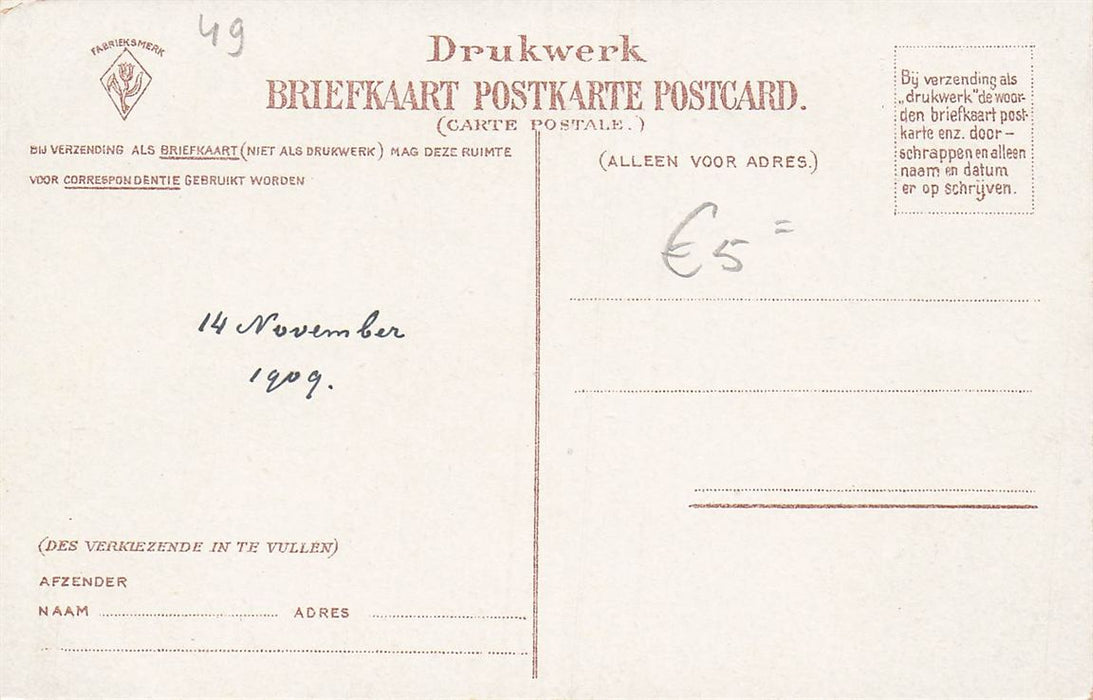 49
FABRIEKSMERK
Drukwerk
BRIEFKAART POSTKARTE POSTCARD.
(CARTE POSTALE.)
BIJ VERZENDING ALS BRIEFKAART (NIET ALS DRUKWERK) MAG DEZE RUIMTE
VOOR CORRESPONDENTIE GEBRUIKT WORDEN
(ALLEEN VOOR ADRES.)
Bij verzending als
„drukwerk" de woor-
den briefkaart post-
karte enz. door-
schrappen en alleen
naam en datum
er op schrijven.
€5=
14 November
1909.
(DES VERKIEZENDE IN TE VULLEN)
AFZENDER
NAAM ADRES